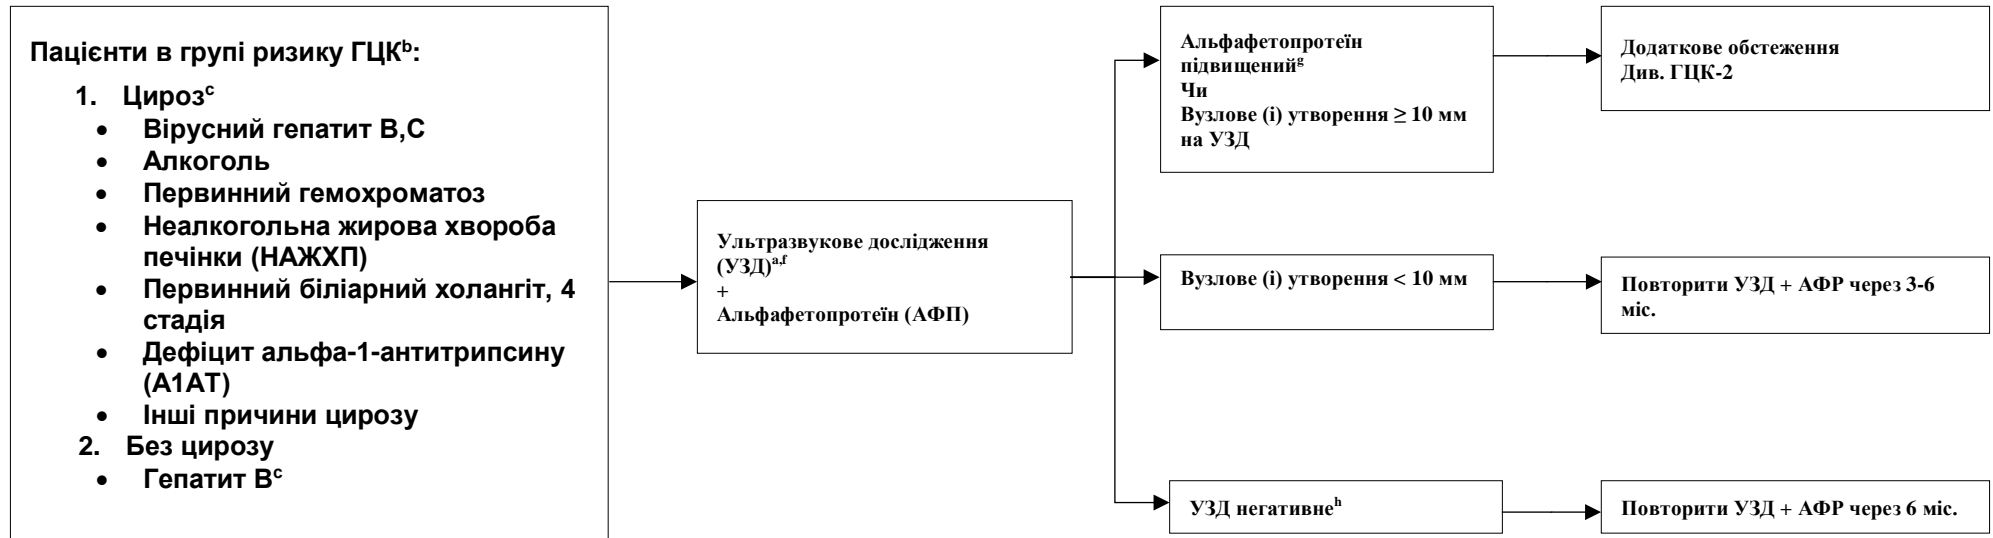 Пацієнти в групі ризику ГЦКᵇ:
1. Цирозᶜ
• Вірусний гепатит В,С
• Алкоголь
• Первинний гемохроматоз
• Неалкогольна жирова хвороба
печінки (НАЖХП)
• Первинний біліарний холангіт, 4
стадія
• Дефіцит альфа-1-антитрипсину
(А1АТ)
• Інші причини цирозу
2. Без цирозу
• Гепатит Вᶜ
Ультразвукове дослідження
(УЗД)ᵃ,ᶠ
+
Альфафетопротеїн (АФП)
Альфафетопротеїн
підвищенийᵍ
Чи
Вузлове (і) утворення ≥ 10 мм
на УЗД
Додаткове обстеження
Див. ГЦК-2
Вузлове (і) утворення < 10 мм
Повторити УЗД + АФР через 3-6
міс.
УЗД негативнеʰ
Повторити УЗД + АФР через 6 міс.